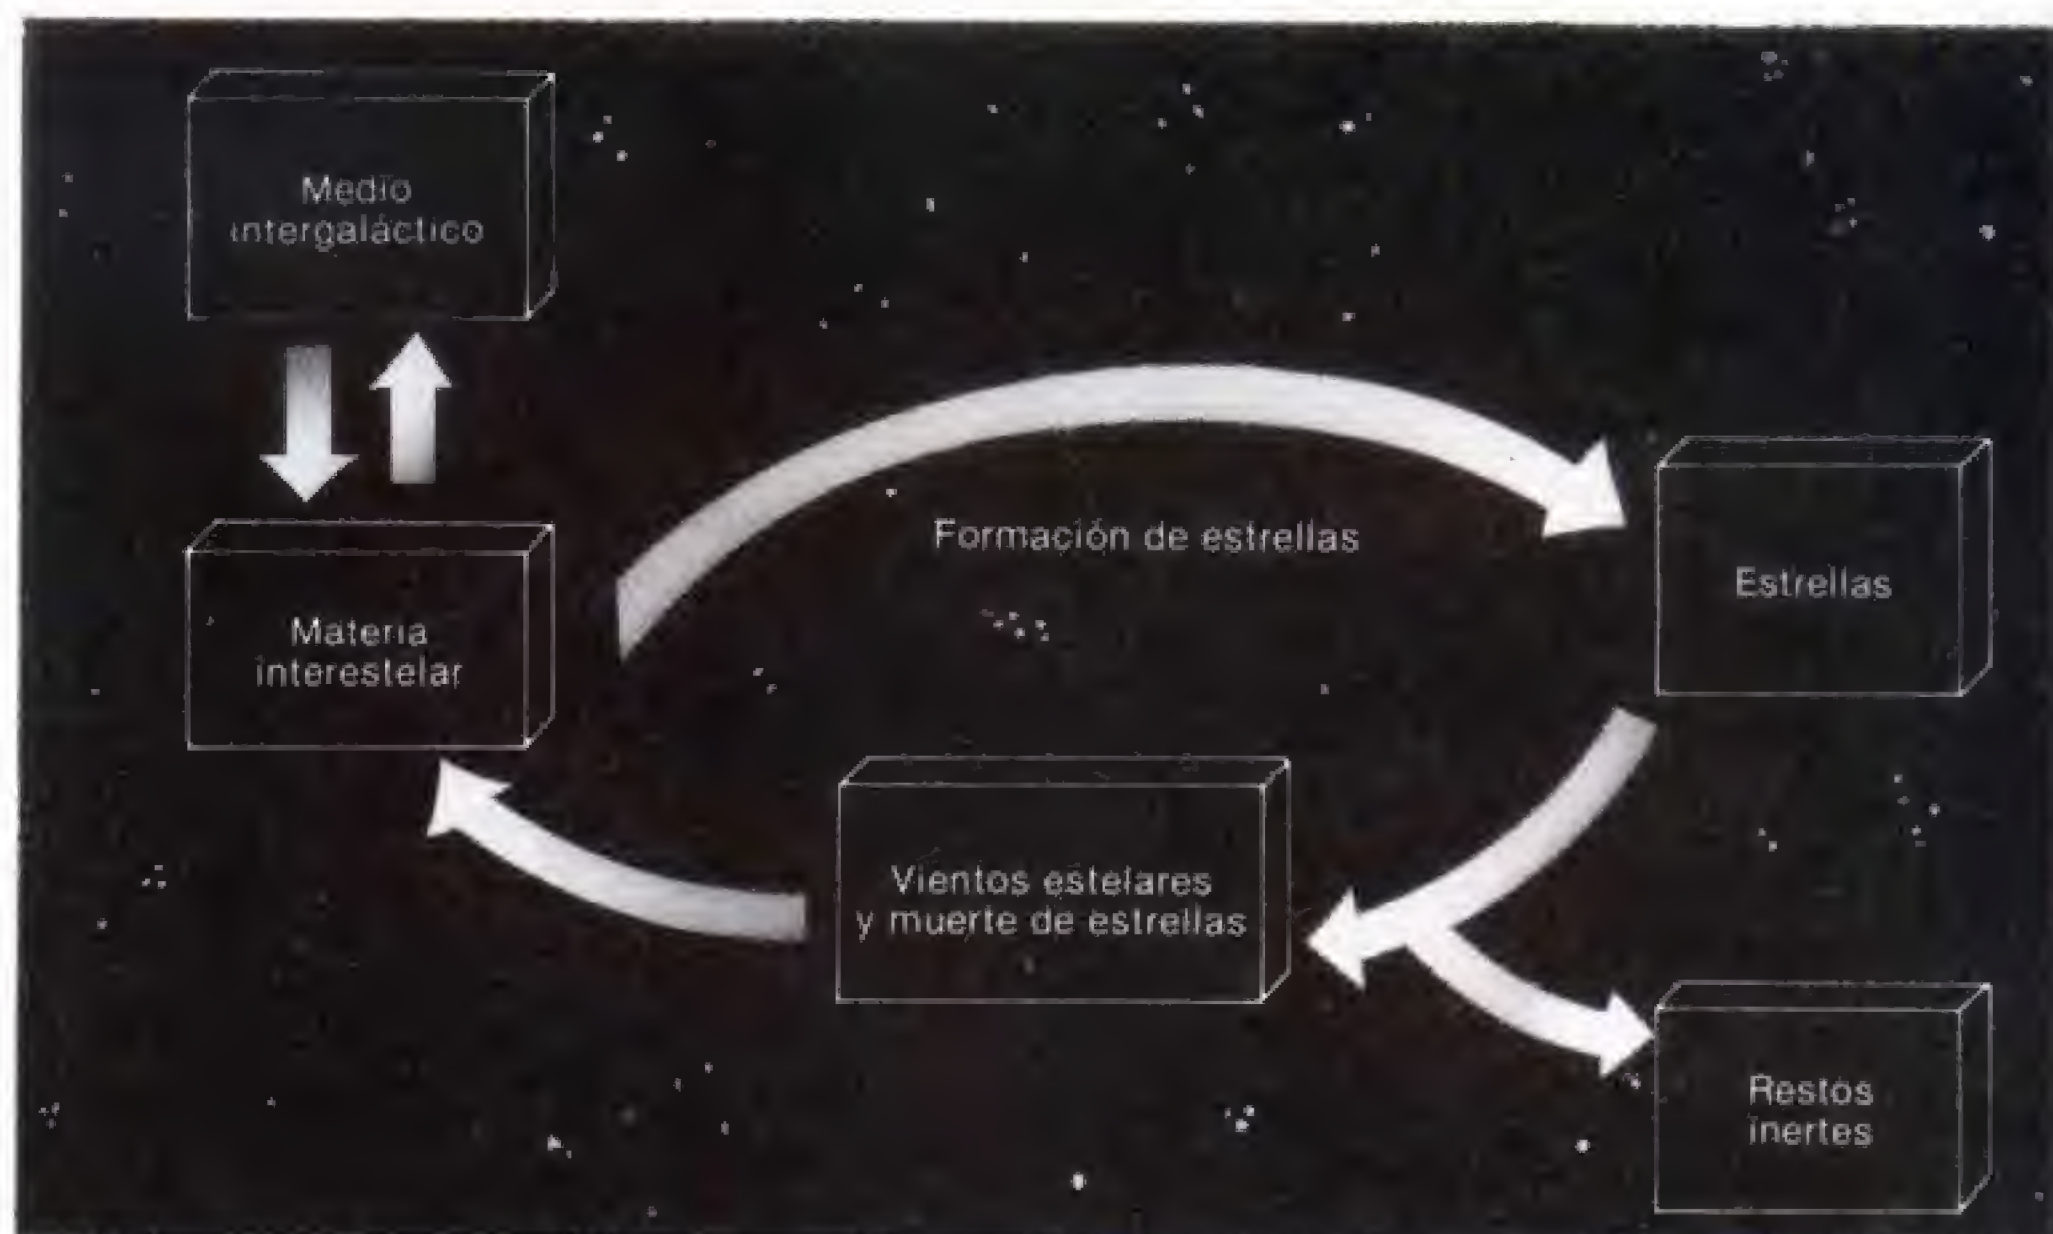 Medio
intergaláctico
Formación de estrellas
Estrellas
Materia
interestelar
Vientos estelares
y muerte de estrellas
Restos
inertes